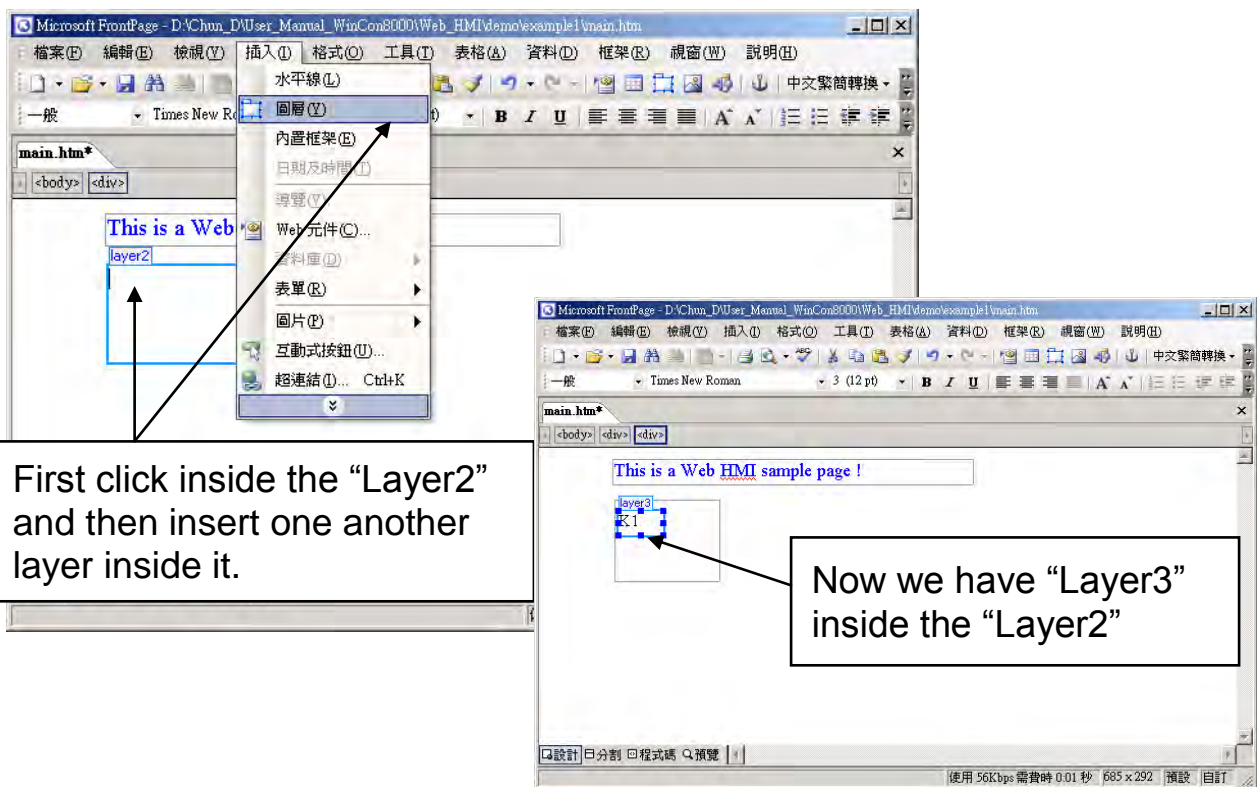 Microsoft FrontPage - D:\Chun_D\User_Manual_WinCon8000\Web_HMI\demo\example1\main.htm
檔案(F) 編輯(E) 檢視(V) 插入(I) 格式(O) 工具(T) 表格(A) 資料(D) 框架(R) 視窗(W) 說明(H)
中文繁簡轉換
一般 Times New Ro B I U A A
水平線(L)
圖層(Y)
內置框架(E)
日期及時間(T)
導覽(V)
Web 元件(C)...
資料庫(D)
表單(R)
圖片(P)
互動式按鈕(U)...
超連結(I)... Ctrl+K
main.htm*
<body> <div>
This is a Web
layer2
First click inside the “Layer2”
and then insert one another
layer inside it.
Microsoft FrontPage - D:\Chun_D\User_Manual_WinCon8000\Web_HMI\demo\example1\main.htm
檔案(F) 編輯(E) 檢視(V) 插入(I) 格式(O) 工具(T) 表格(A) 資料(D) 框架(R) 視窗(W) 說明(H)
中文繁簡轉換
一般 Times New Roman 3 (12 pt) B I U A A
main.htm*
<body> <div> <div>
This is a Web HMI sample page !
layer3
K1
Now we have “Layer3”
inside the “Layer2”
設計 分割 程式碼 預覽
使用 56Kbps 需費時 0.01 秒 685 x 292 預設 自訂